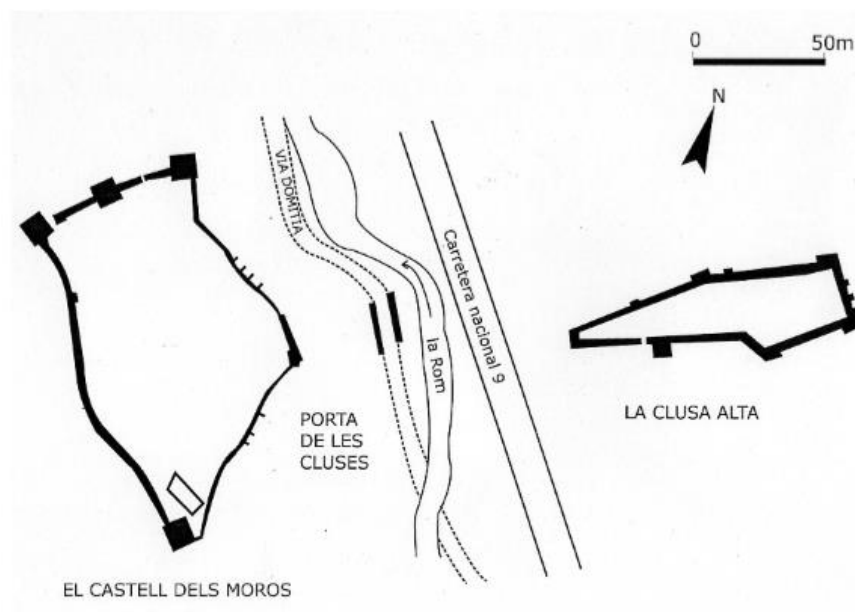 0 50m
N
VIA DOMITIA
Carretera nacional 9
la Rom
PORTA
DE LES
CLUSES
LA CLUSA ALTA
EL CASTELL DELS MOROS